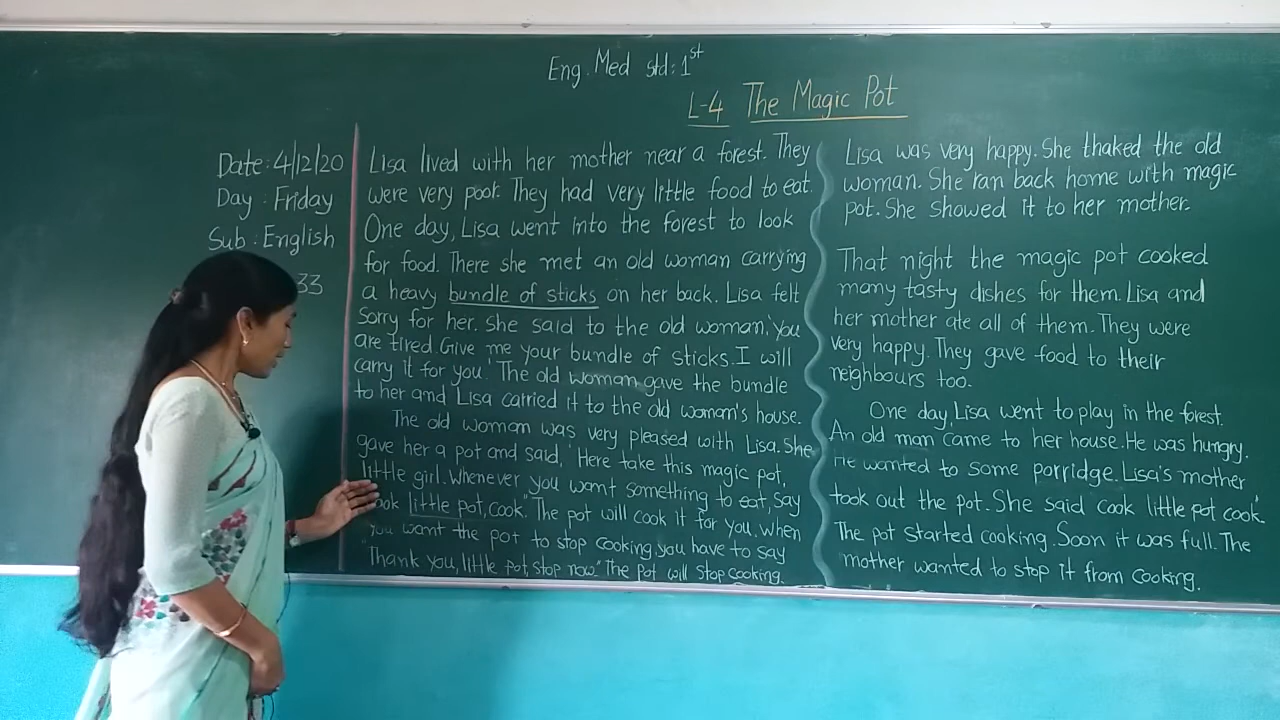 Eng. Med std: 1st
L-4 The Magic Pot
Date: 4/12/20
Day : Friday
Sub : English
33
Lisa lived with her mother near a forest. They
were very poor. They had very little food to eat.
One day, Lisa went into the forest to look
for food. There she met an old woman carrying
a heavy bundle of sticks on her back. Lisa felt
sorry for her. She said to the old woman, 'You
are tired. Give me your bundle of sticks. I will
carry it for you.' The old woman gave the bundle
to her and Lisa carried it to the old woman's house.
The old woman was very pleased with Lisa. She
gave her a pot and said, 'Here take this magic pot,
little girl. Whenever you want something to eat, say
cook little pot, cook." The pot will cook it for you, when
you want the pot to stop cooking you have to say
"Thank you, little pot, stop now." The pot will stop cooking.
Lisa was very happy. She thaked the old
woman. She ran back home with magic
pot. She showed it to her mother.
That night the magic pot cooked
many tasty dishes for them. Lisa and
her mother ate all of them. They were
very happy. They gave food to their
neighbours too.
One day, Lisa went to play in the forest.
An old man came to her house. He was hungry.
He wanted to some porridge. Lisa's mother
took out the pot. She said cook little pot cook."
The pot started cooking. Soon it was full. The
mother wanted to stop it from cooking.